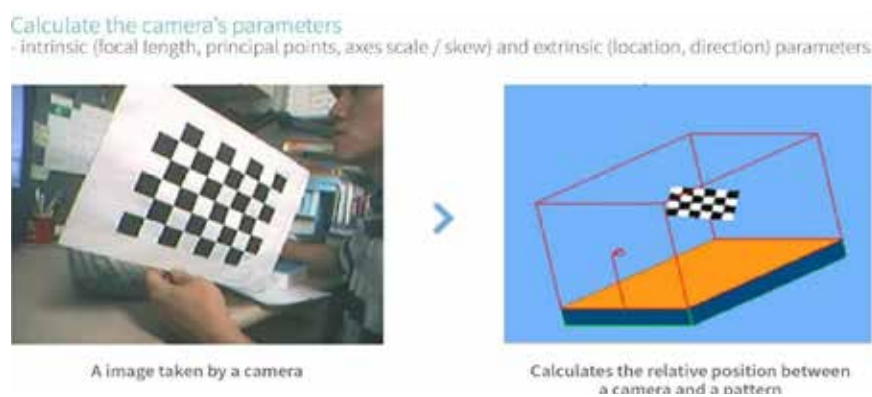 Calculate the camera's parameters
- intrinsic (focal length, principal points, axes scale / skew) and extrinsic (location, direction) parameters
A image taken by a camera
Calculates the relative position between
a camera and a pattern